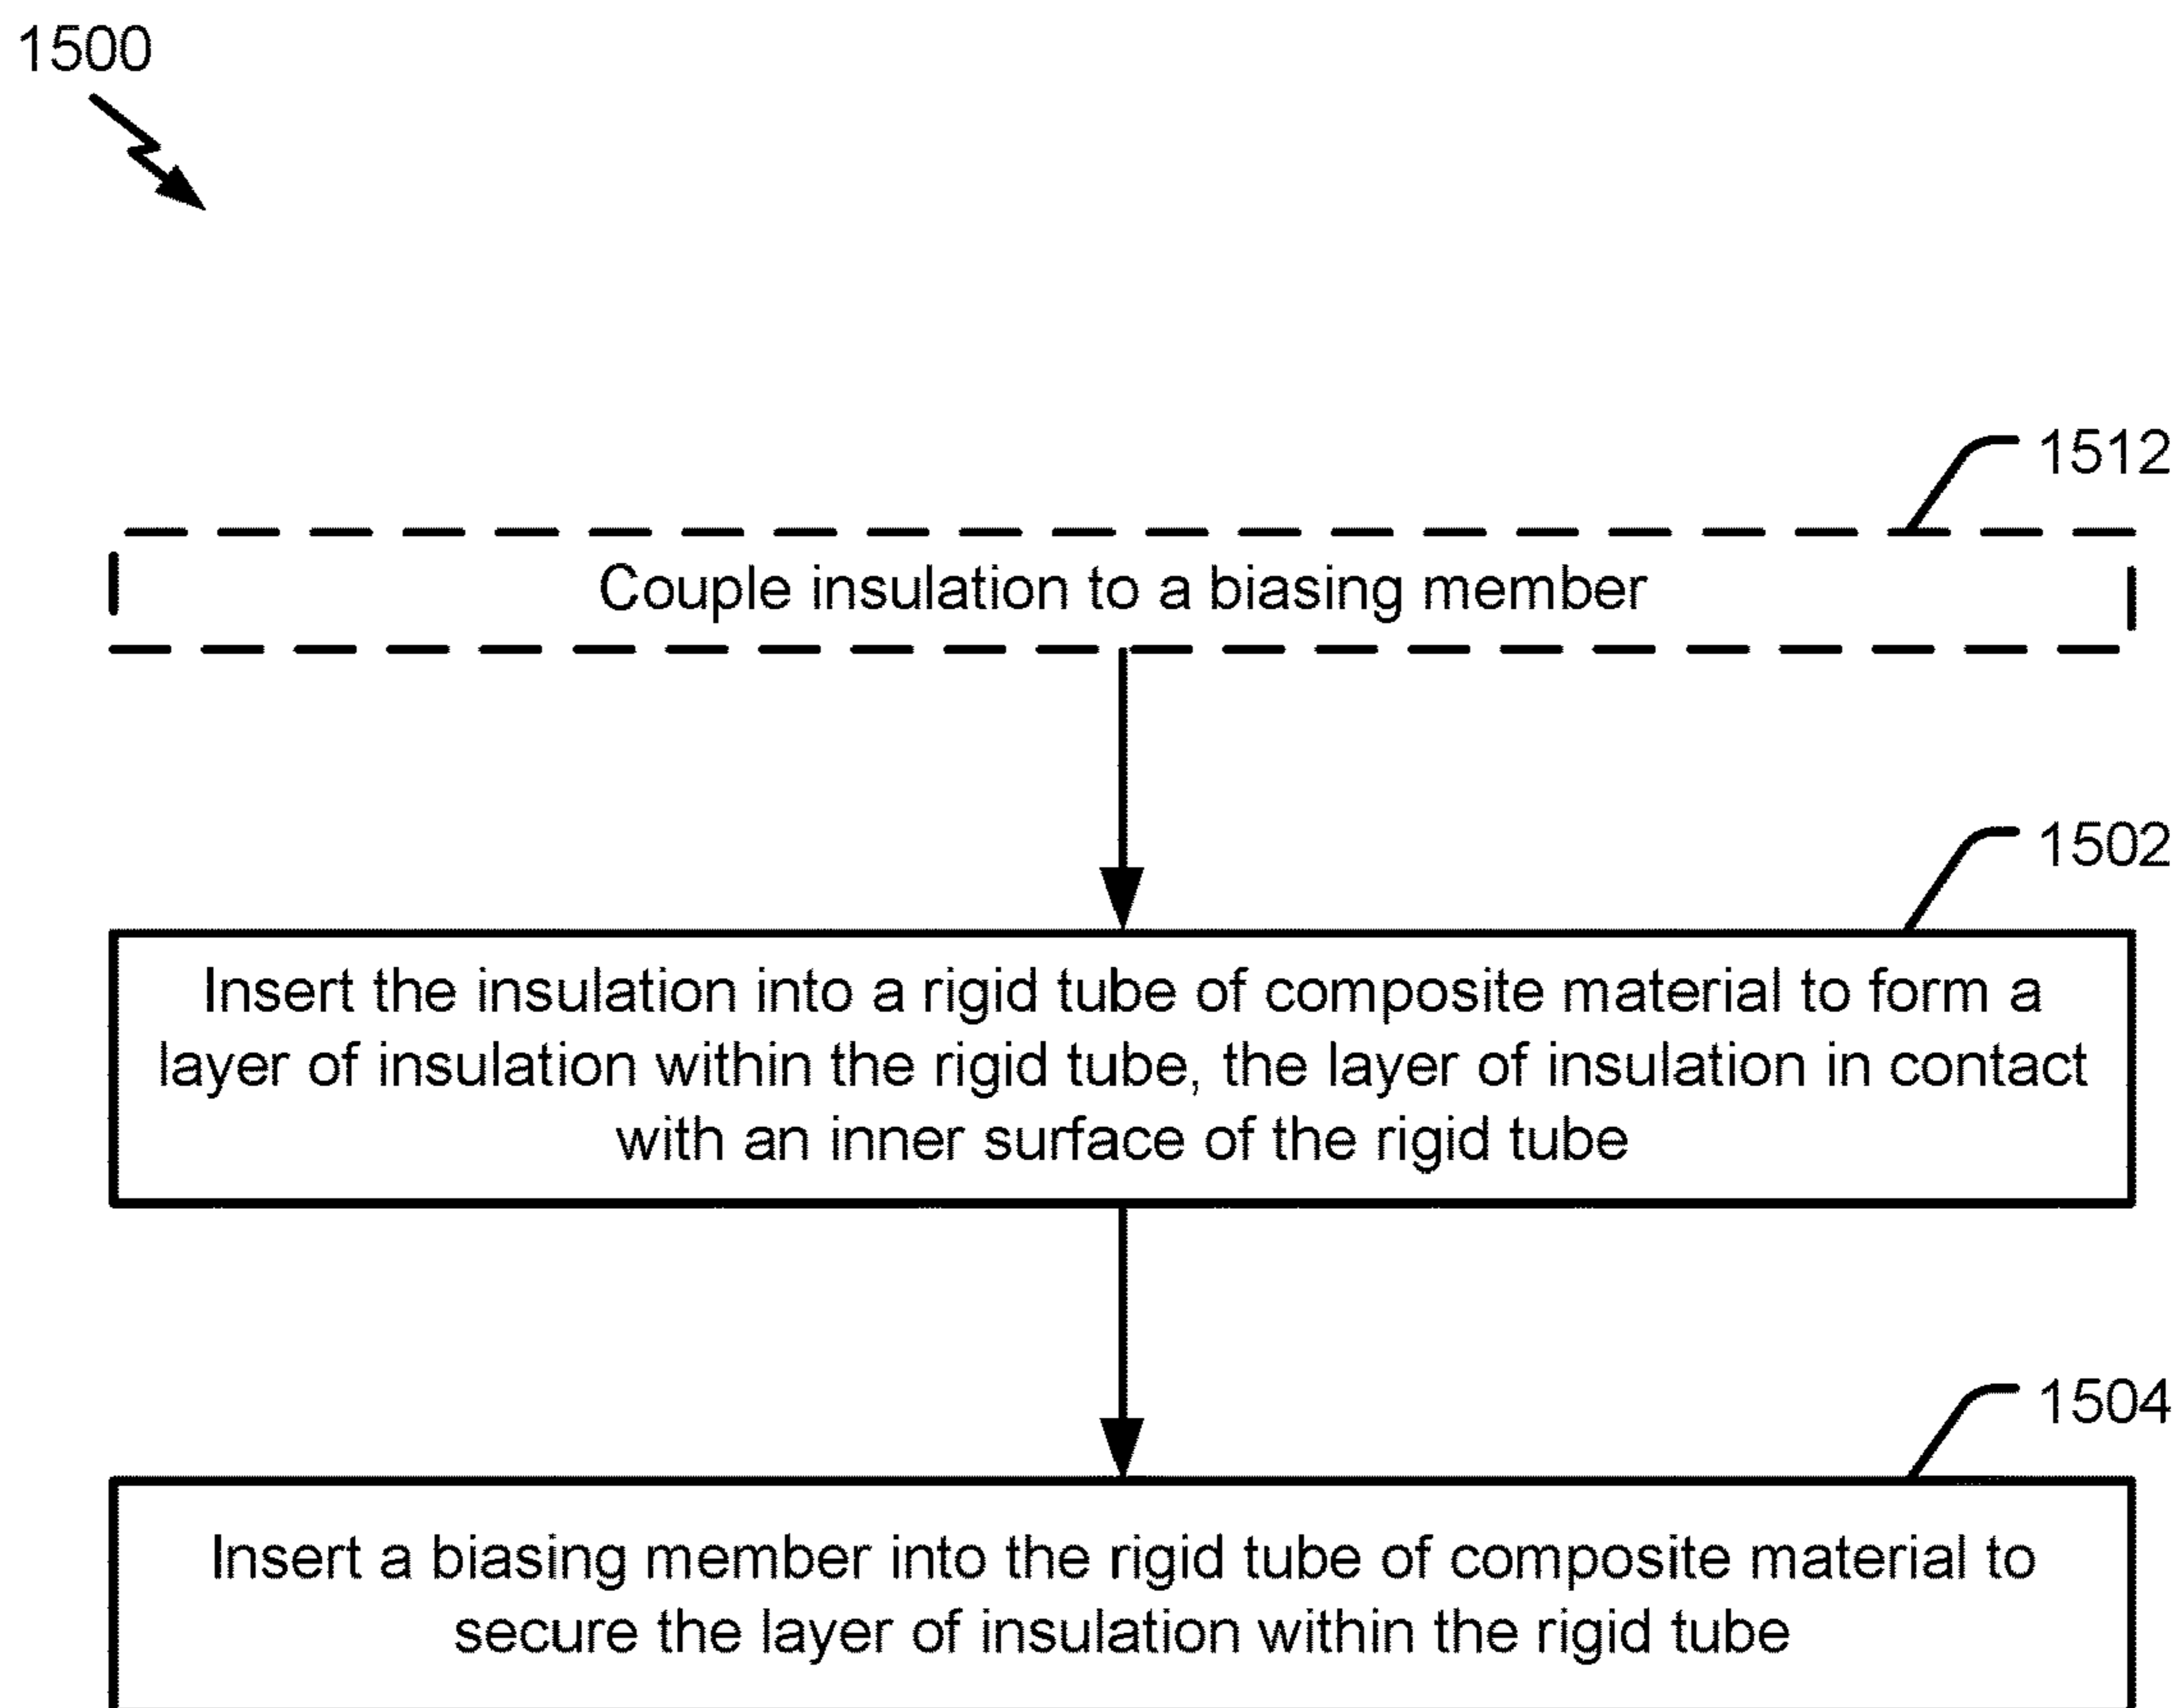 1500
1512
Couple insulation to a biasing member
1502
Insert the insulation into a rigid tube of composite material to form a
layer of insulation within the rigid tube, the layer of insulation in contact
with an inner surface of the rigid tube
1504
Insert a biasing member into the rigid tube of composite material to
secure the layer of insulation within the rigid tube